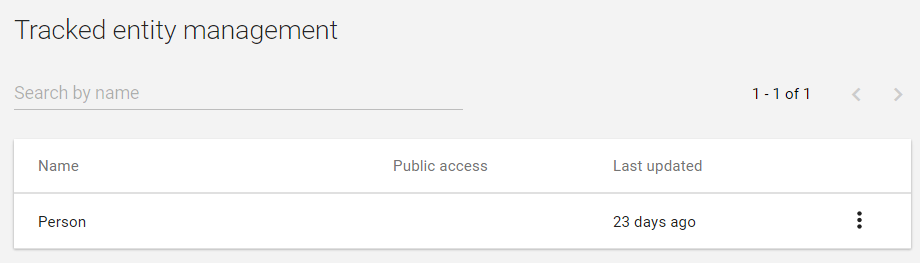 Tracked entity management
Search by name
1 - 1 of 1
Name Public access Last updated
Person 23 days ago